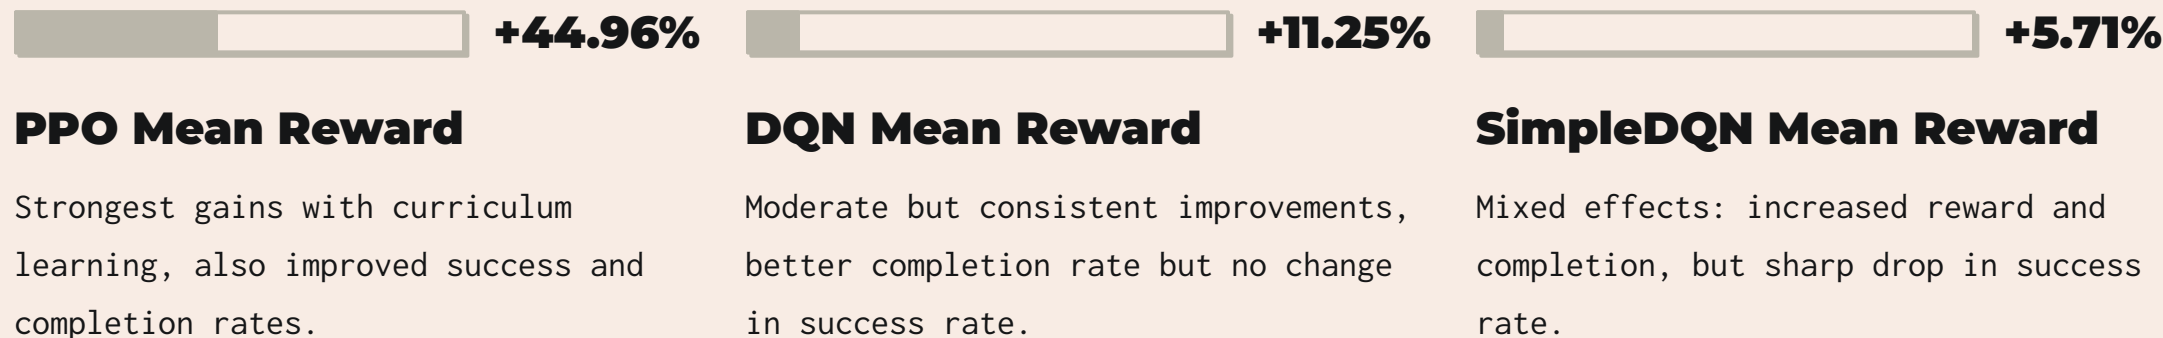 +44.96%
PPO Mean Reward
Strongest gains with curriculum
learning, also improved success and
completion rates.
+11.25%
DQN Mean Reward
Moderate but consistent improvements,
better completion rate but no change
in success rate.
+5.71%
SimpleDQN Mean Reward
Mixed effects: increased reward and
completion, but sharp drop in success
rate.